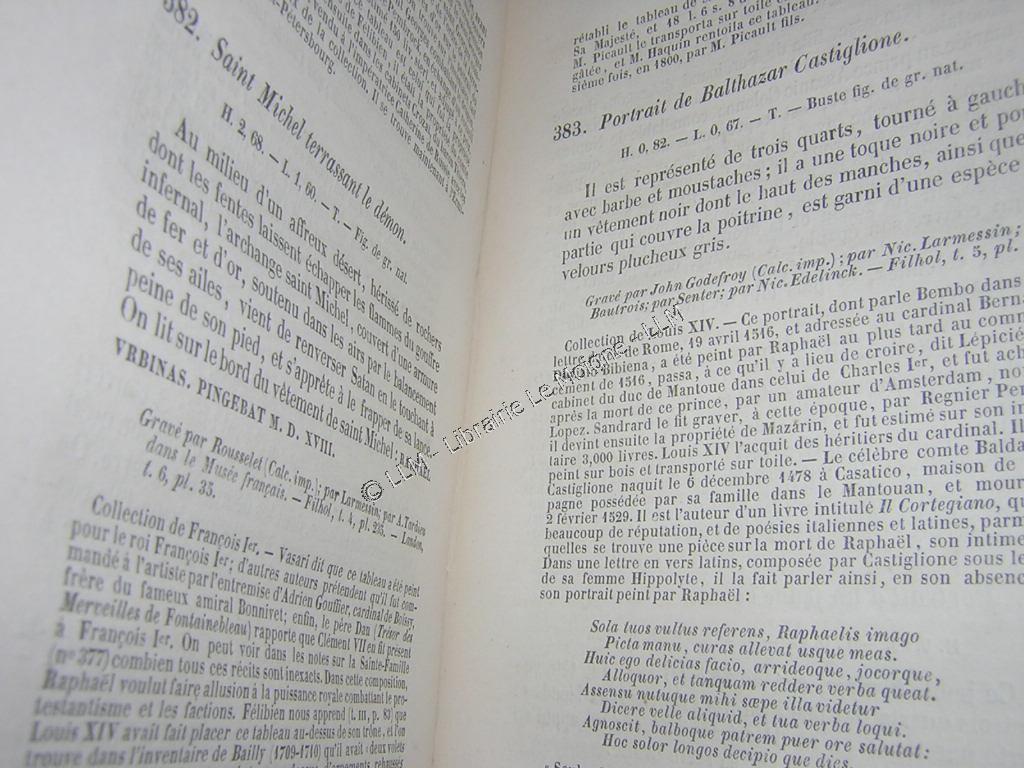 382. Saint Michel terrassant le démon.
H. 2, 68. — L. 1, 60. — T. — Fig. de gr. nat.
Au milieu d'un affreux désert, hérissé de rochers
dont les fentes laissent échapper les flammes du gouffre
infernal, l'archange saint Michel, couvert d'une armure
de fer et d'or, soutenu dans les airs par le balancement
de ses ailes, vient de renverser Satan en le touchant à
peine de son pied, et s'apprête à le frapper de sa lance.
On lit sur le bord du vêtement de saint Michel:
VRBINAS. PINGEBAT M. D. XVIII.
Gravé par Rousselet (Calc. imp.); par Larmessin; par A. Tardieu
dans le Musée français. — Filhol, t. 4, pl. 235. — Landon,
t. 6, pl. 35.
Collection de François Ier. — Vasari dit que ce tableau a été peint
pour le roi François Ier; d'autres auteurs prétendent qu'il fut com-
mandé à l'artiste par l'entremise d'Adrien Gouffier, cardinal de Boissy,
frère du fameux amiral Bonnivet; enfin, le père Dan (Trésor des
Merveilles de Fontainebleau) rapporte que Clément VII en fit présent
à François Ier. On peut voir dans les notes sur la Sainte-Famille
(nº 377) combien tous ces récits sont inexacts. Dans cette composition,
Raphaël voulut faire allusion à la puissance royale combattant le pro-
testantisme et les factions. Félibien nous apprend (t. III, p. 83) que
Louis XIV avait fait placer ce tableau au-dessus de son trône, et l'on
trouve dans l'inventaire de Bailly (1709-1710) qu'il avait «deux volets
rétabli le tableau de
Sa Majesté, et 18 l. 6 s. 8
M. Picault le transporta sur toile
gâtée, et M. Haquin rentoila ce tableau.
sième fois, en 1800, par M. Picault fils.
383. Portrait de Balthazar Castiglione.
H. 0, 82. — L. 0, 67. — T. — Buste fig. de gr. nat.
Il est représenté de trois quarts, tourné à gauch
avec barbe et moustaches; il a une toque noire et po
un vêtement noir dont le haut des manches, ainsi que
partie qui couvre la poitrine, est garni d'une espèce
velours plucheux gris.
Gravé par John Godefroy (Calc. imp.); par Nic. Larmessin;
Bautrois; par Senter; par Nic. Edelinck. — Filhol, t. 5, pl.
Collection de Louis XIV. — Ce portrait, dont parle Bembo dans
lettre de Rome, 19 avril 1516, et adressée au cardinal Bern
Bibiena, a été peint par Raphaël au plus tard au com
cement de 1516, passa, à ce qu'il y a lieu de croire, dit Lépicié
cabinet du duc de Mantoue dans celui de Charles Ier, et fut ach
après la mort de ce prince, par un amateur d'Amsterdam, no
Lopez. Sandrard le fit graver, à cette époque, par Regnier Per
il devint ensuite la propriété de Mazarin, et fut estimé sur son in
taire 3,000 livres. Louis XIV l'acquit des héritiers du cardinal. Il
peint sur bois et transporté sur toile. — Le célèbre comte Balda
Castiglione naquit le 6 décembre 1478 à Casatico, maison de
pagne possédée par sa famille dans le Mantouan, et mour
2 février 1529. Il est l'auteur d'un livre intitulé Il Cortegiano, qu
beaucoup de réputation, et de poésies italiennes et latines, parm
quelles se trouve une pièce sur la mort de Raphaël, son intime
Dans une lettre en vers latins, composée par Castiglione sous le
de sa femme Hippolyte, il la fait parler ainsi, en son absenc
son portrait peint par Raphaël:
Sola tuos vultus referens, Raphaelis imago
Picta manu, curas allevat usque meas.
Huic ego delicias facio, arrideoque, jocorque,
Alloquor, et tanquam reddere verba queat.
Assensu nutuque mihi sæpe illa videtur
Dicere velle aliquid, et tua verba loqui.
Agnoscit, balboque patrem puer ore salutat:
Hoc solor longos decipio que dies.
© LLM - Librairie Le Monde LLM